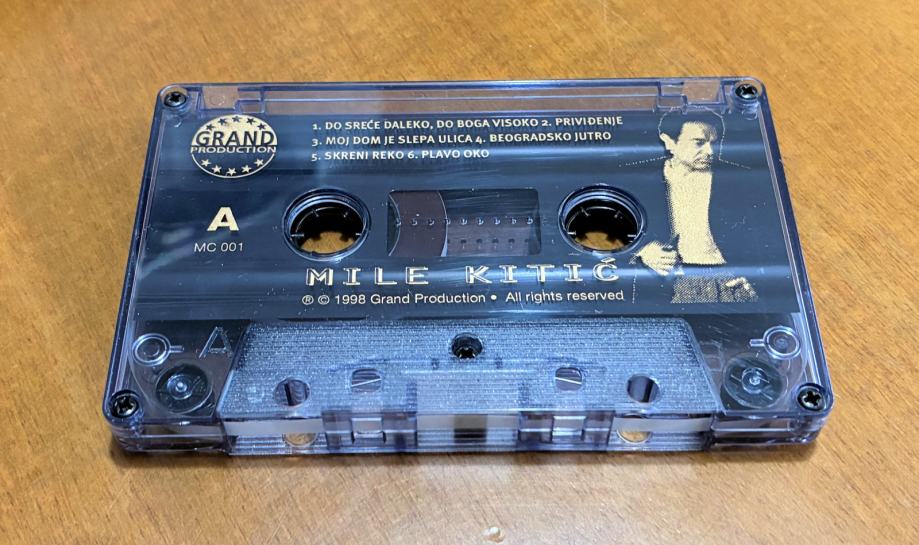 GRAND
PRODUCTION
1. DO SREĆE DALEKO, DO BOGA VISOKO 2. PRIVIĐENJE
3. MOJ DOM JE SLEPA ULICA 4. BEOGRADSKO JUTRO
5. SKRENI REKO 6. PLAVO OKO
A
MC 001
MILE KITIĆ
® © 1998 Grand Production • All rights reserved
A